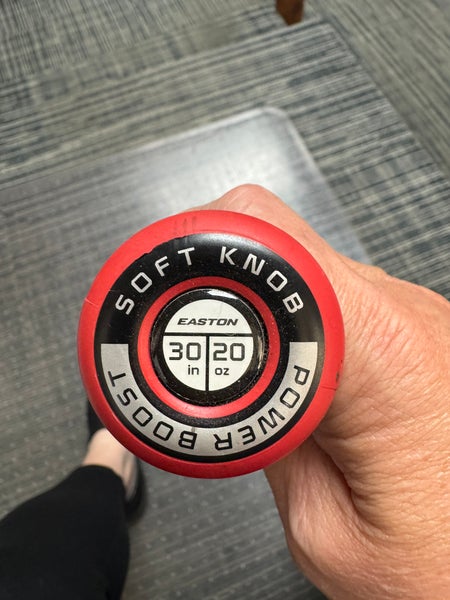 SOFT KNOB
EASTON
30 20
in oz
POWER BOOST